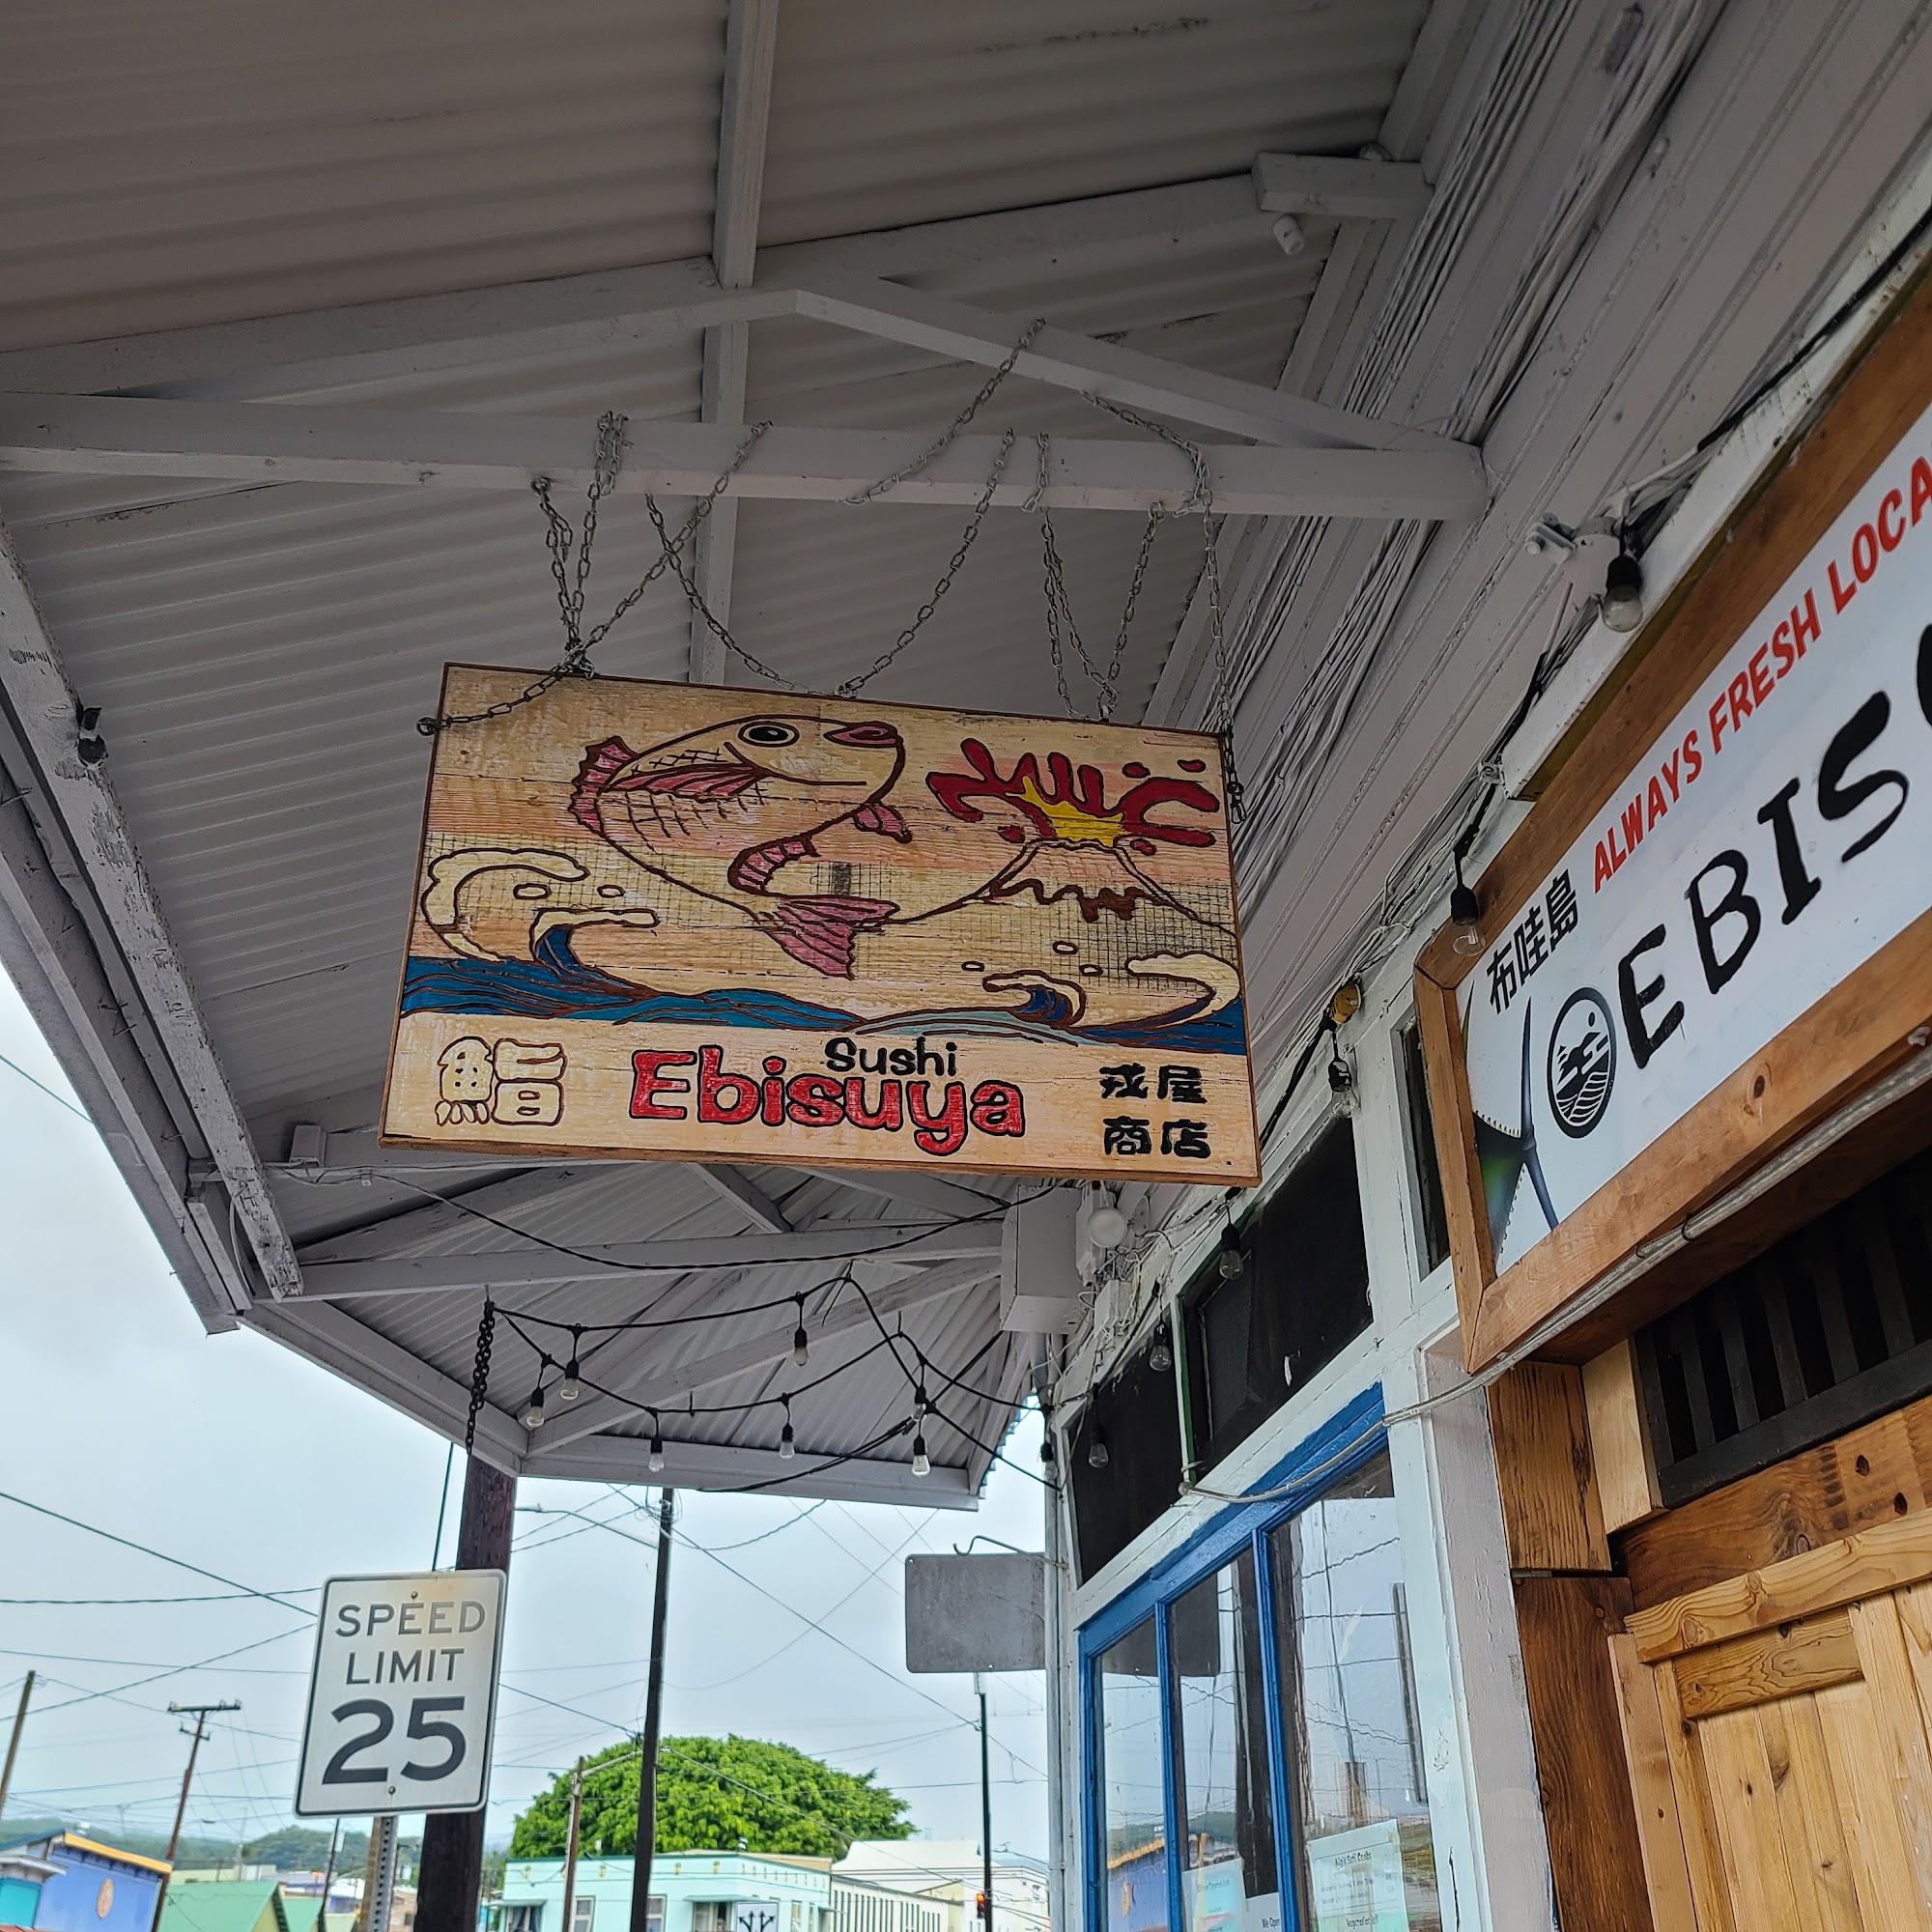 鮨
Sushi
Ebisuya
戎屋
商店
布哇島
ALWAYS FRESH LOCA
EBIS
SPEED
LIMIT
25